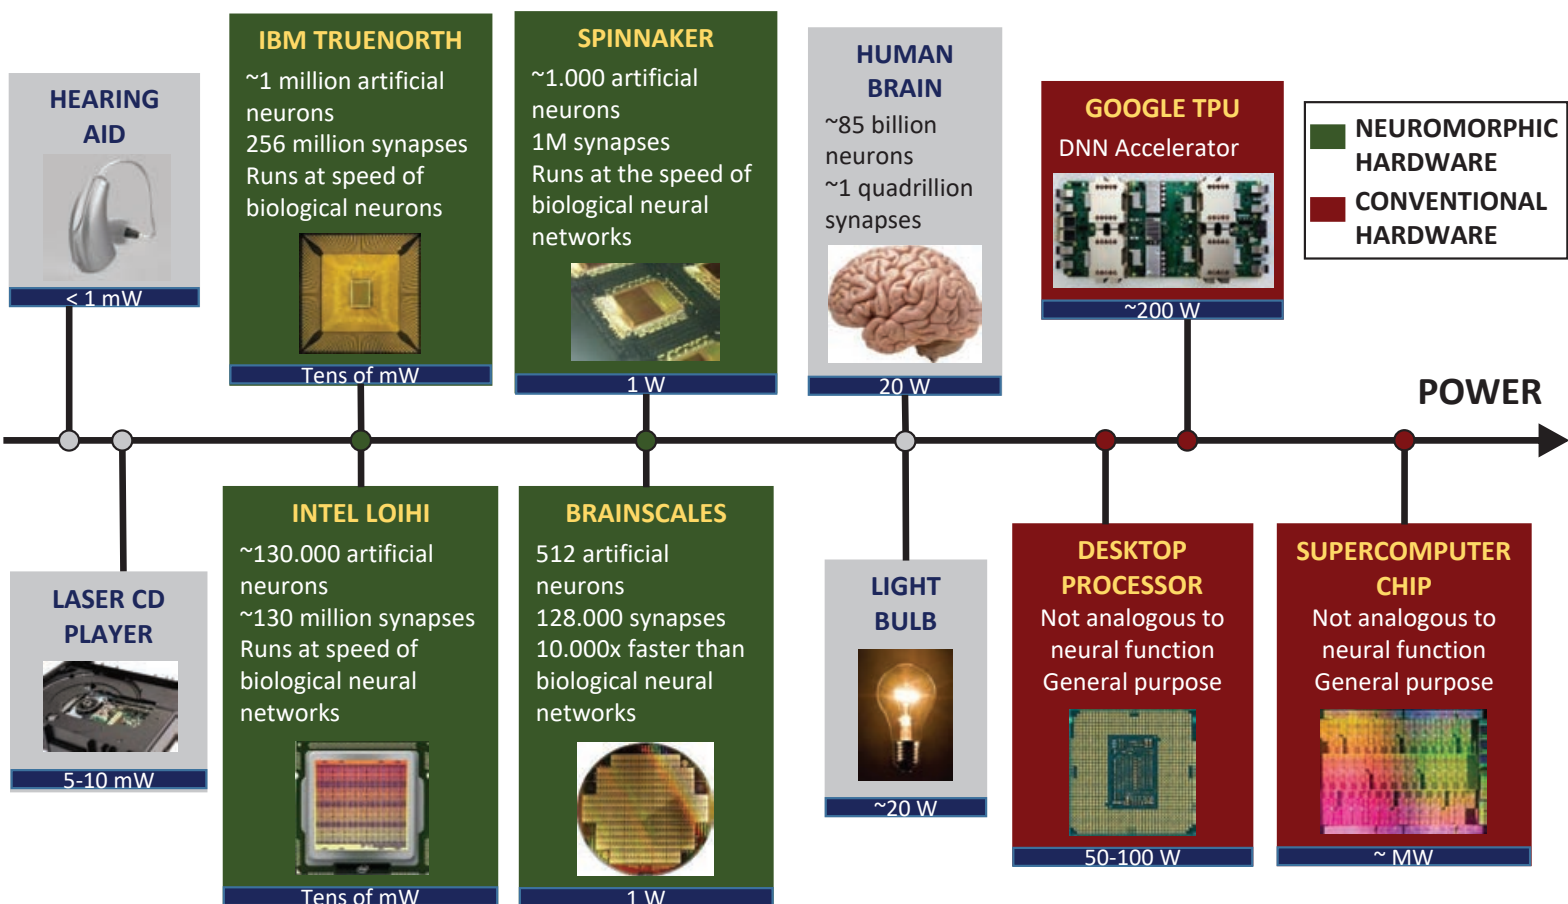 HEARING
AID
< 1 mW
IBM TRUENORTH
~1 million artificial
neurons
256 million synapses
Runs at speed of
biological neurons
Tens of mW
SPINNAKER
~1.000 artificial
neurons
1M synapses
Runs at the speed of
biological neural
networks
1 W
HUMAN
BRAIN
~85 billion
neurons
~1 quadrillion
synapses
20 W
GOOGLE TPU
DNN Accelerator
~200 W
NEUROMORPHIC
HARDWARE
CONVENTIONAL
HARDWARE
POWER
LASER CD
PLAYER
5-10 mW
INTEL LOIHI
~130.000 artificial
neurons
~130 million synapses
Runs at speed of
biological neural
networks
Tens of mW
BRAINSCALES
512 artificial
neurons
128.000 synapses
10.000x faster than
biological neural
networks
1 W
LIGHT
BULB
~20 W
DESKTOP
PROCESSOR
Not analogous to
neural function
General purpose
50-100 W
SUPERCOMPUTER
CHIP
Not analogous to
neural function
General purpose
~ MW